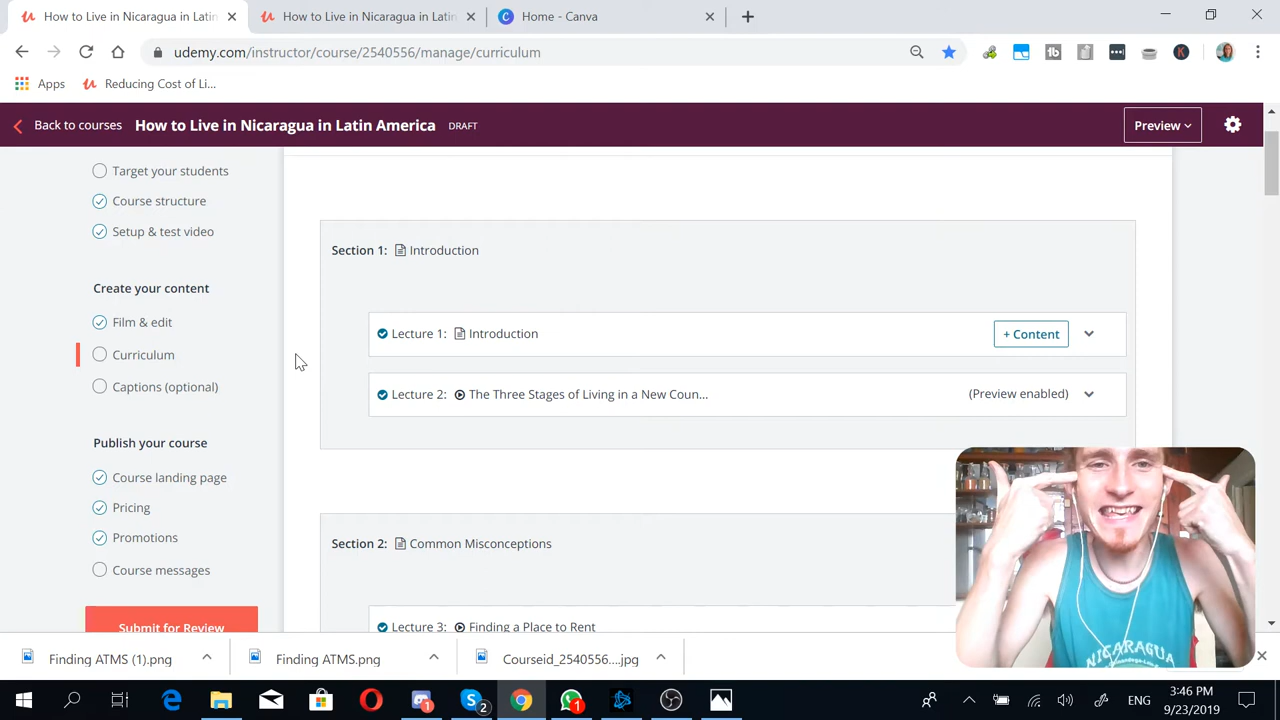 How to Live in Nicaragua in Latin
How to Live in Nicaragua in Latin
Home - Canva
udemy.com/instructor/course/2540556/manage/curriculum
Apps
Reducing Cost of Li...
Back to courses
How to Live in Nicaragua in Latin America
DRAFT
Preview
Target your students
Course structure
Setup & test video
Create your content
Film & edit
Curriculum
Captions (optional)
Publish your course
Course landing page
Pricing
Promotions
Course messages
Submit for Review
Section 1: Introduction
Lecture 1: Introduction
+ Content
Lecture 2: The Three Stages of Living in a New Coun...
(Preview enabled)
Section 2: Common Misconceptions
Lecture 3: Finding a Place to Rent
NICARAGUA
Finding ATMS (1).png
Finding ATMS.png
Courseid_2540556....jpg
ENG
3:46 PM
9/23/2019